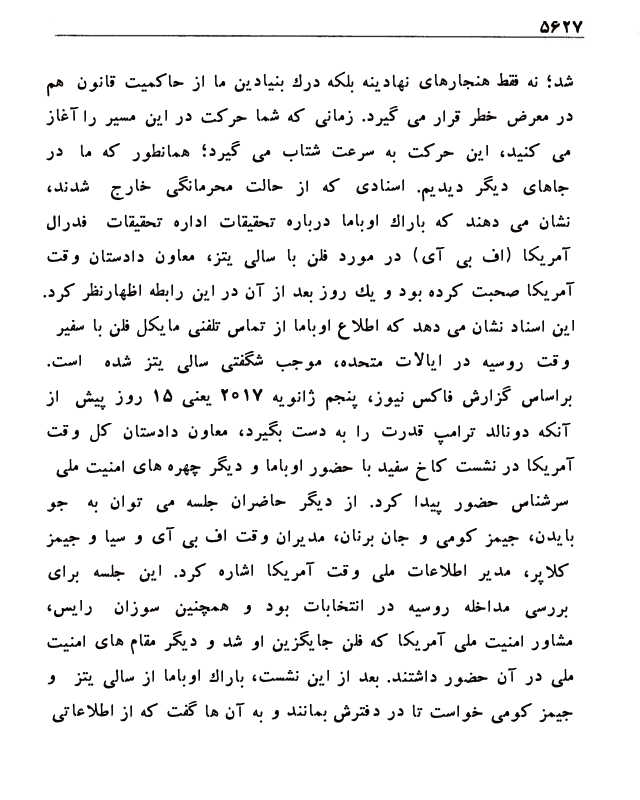 ۵۶۲۷
شد؛ نه فقط هنجارهای نهادینه بلکه درك بنیادین ما از حاکمیت قانون هم
در معرض خطر قرار می گیرد. زمانی که شما حرکت در این مسیر را آغاز
می کنید، این حرکت به سرعت شتاب می گیرد؛ همانطور که ما در
جاهای دیگر دیدیم. اسنادی که از حالت محرمانگی خارج شدند،
نشان می دهند که باراك اوباما درباره تحقیقات اداره تحقیقات فدرال
آمریکا (اف بی آی) در مورد فلن با سالی یتز، معاون دادستان وقت
آمریکا صحبت کرده بود و یك روز بعد از آن در این رابطه اظهارنظر کرد.
این اسناد نشان می دهد که اطلاع اوباما از تماس تلفنی مایکل فلن با سفیر
وقت روسیه در ایالات متحده، موجب شگفتی سالی یتز شده است.
براساس گزارش فاکس نیوز، پنجم ژانویه ۲۰۱۷ یعنی ۱۵ روز پیش از
آنکه دونالد ترامپ قدرت را به دست بگیرد، معاون دادستان کل وقت
آمریکا در نشست کاخ سفید با حضور اوباما و دیگر چهره های امنیت ملی
سرشناس حضور پیدا کرد. از دیگر حاضران جلسه می توان به جو
بایدن، جیمز کومی و جان برنان، مدیران وقت اف بی آی و سیا و جیمز
کلاپر، مدیر اطلاعات ملی وقت آمریکا اشاره کرد. این جلسه برای
بررسی مداخله روسیه در انتخابات بود و همچنین سوزان رایس،
مشاور امنیت ملی آمریکا که فلن جایگزین او شد و دیگر مقام های امنیت
ملی در آن حضور داشتند. بعد از این نشست، باراك اوباما از سالی یتز و
جیمز کومی خواست تا در دفترش بمانند و به آن ها گفت که از اطلاعاتی